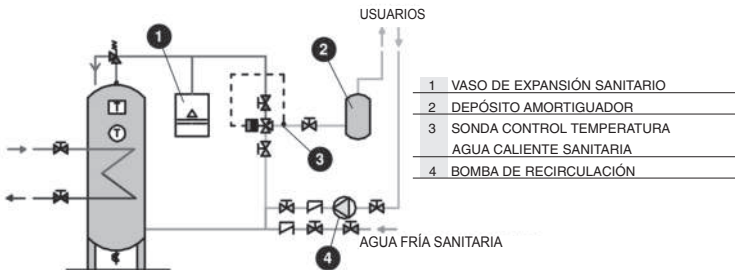 USUARIOS
1
2
T
T
3
4
AGUA FRÍA SANITARIA
1 VASO DE EXPANSIÓN SANITARIO
2 DEPÓSITO AMORTIGUADOR
3 SONDA CONTROL TEMPERATURA
AGUA CALIENTE SANITARIA
4 BOMBA DE RECIRCULACIÓN